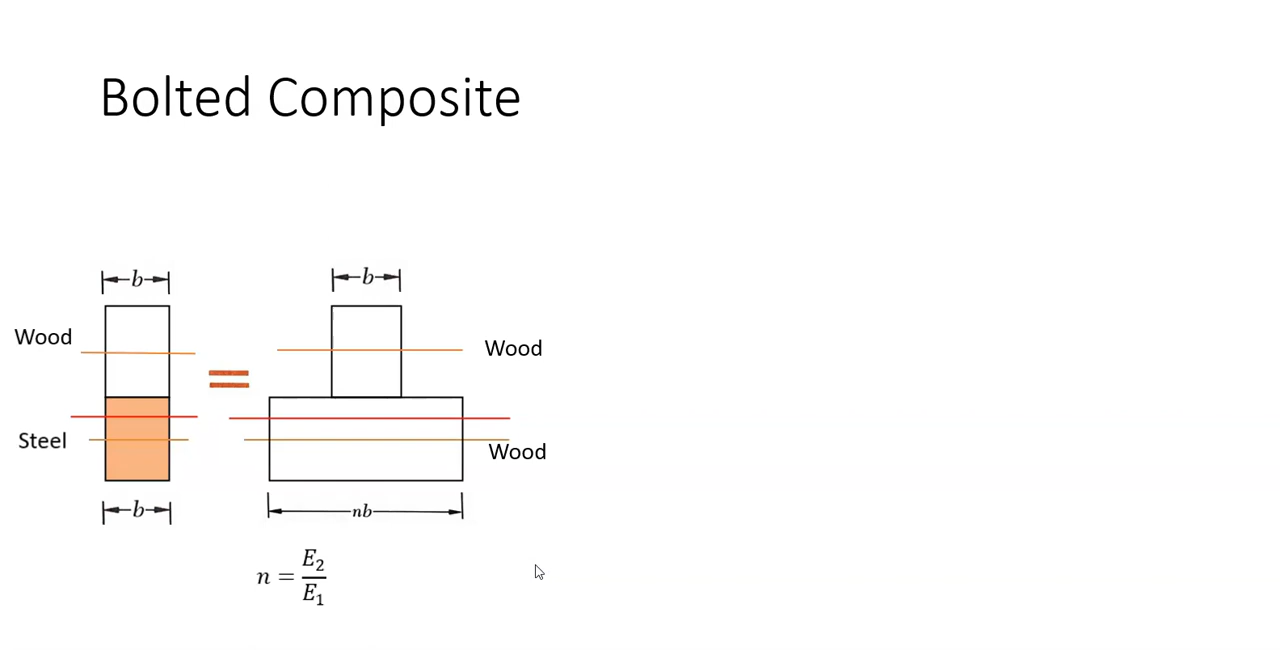 Bolted Composite
b
b
Wood
Wood
Steel
Wood
b
nb
n = E₂/E₁